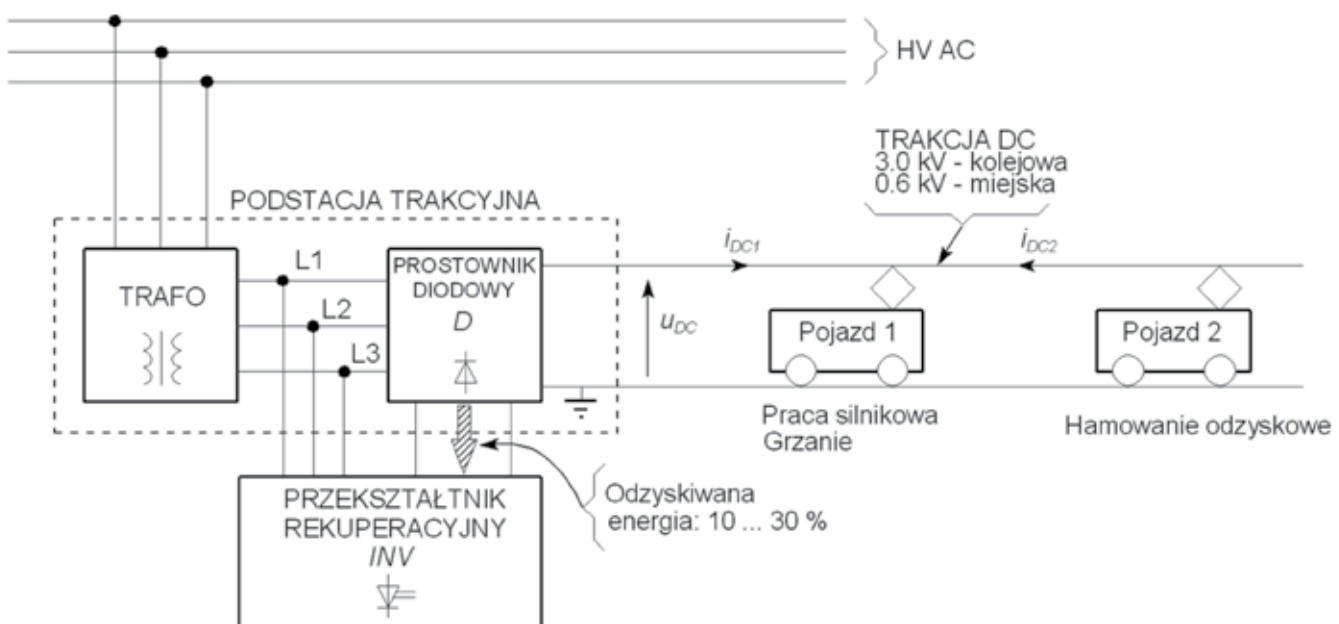 HV AC
TRAKCJA DC
3.0 kV - kolejowa
0.6 kV - miejska
PODSTACJA TRAKCYJNA
i_DC1
i_DC2
TRAFO
L1
L2
L3
PROSTOWNIK
DIODOWY
D
u_DC
Pojazd 1
Pojazd 2
Praca silnikowa
Grzanie
Hamowanie odzyskowe
PRZEKSZTAŁTNIK
REKUPERACYJNY
INV
Odzyskiwana
energia: 10 ... 30 %